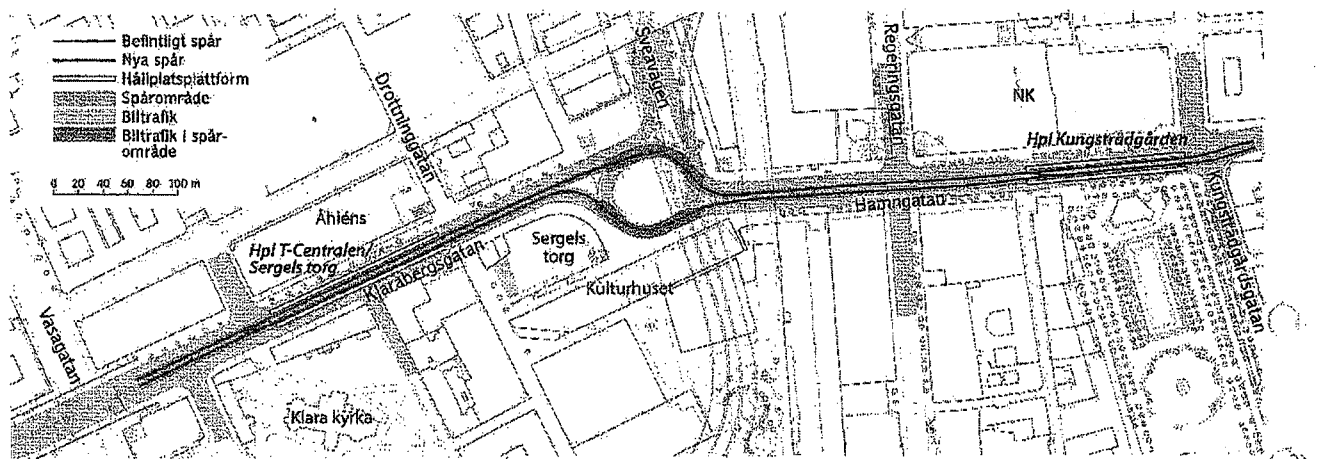 Befintligt spår
Nya spår
Hållplatsplattform
Spårområde
Biltrafik
Biltrafik i spår-
område
0 20 40 60 80 100 m
Drottninggatan
Sveavägen
Regeringsgatan
NK
Hpl Kungsträdgården
Hamngatan
Kungsträdgårdsgatan
Åhléns
Hpl T-Centralen/
Sergels torg
Klarabergsgatan
Sergels
torg
Kulturhuset
Vasagatan
Klara kyrka